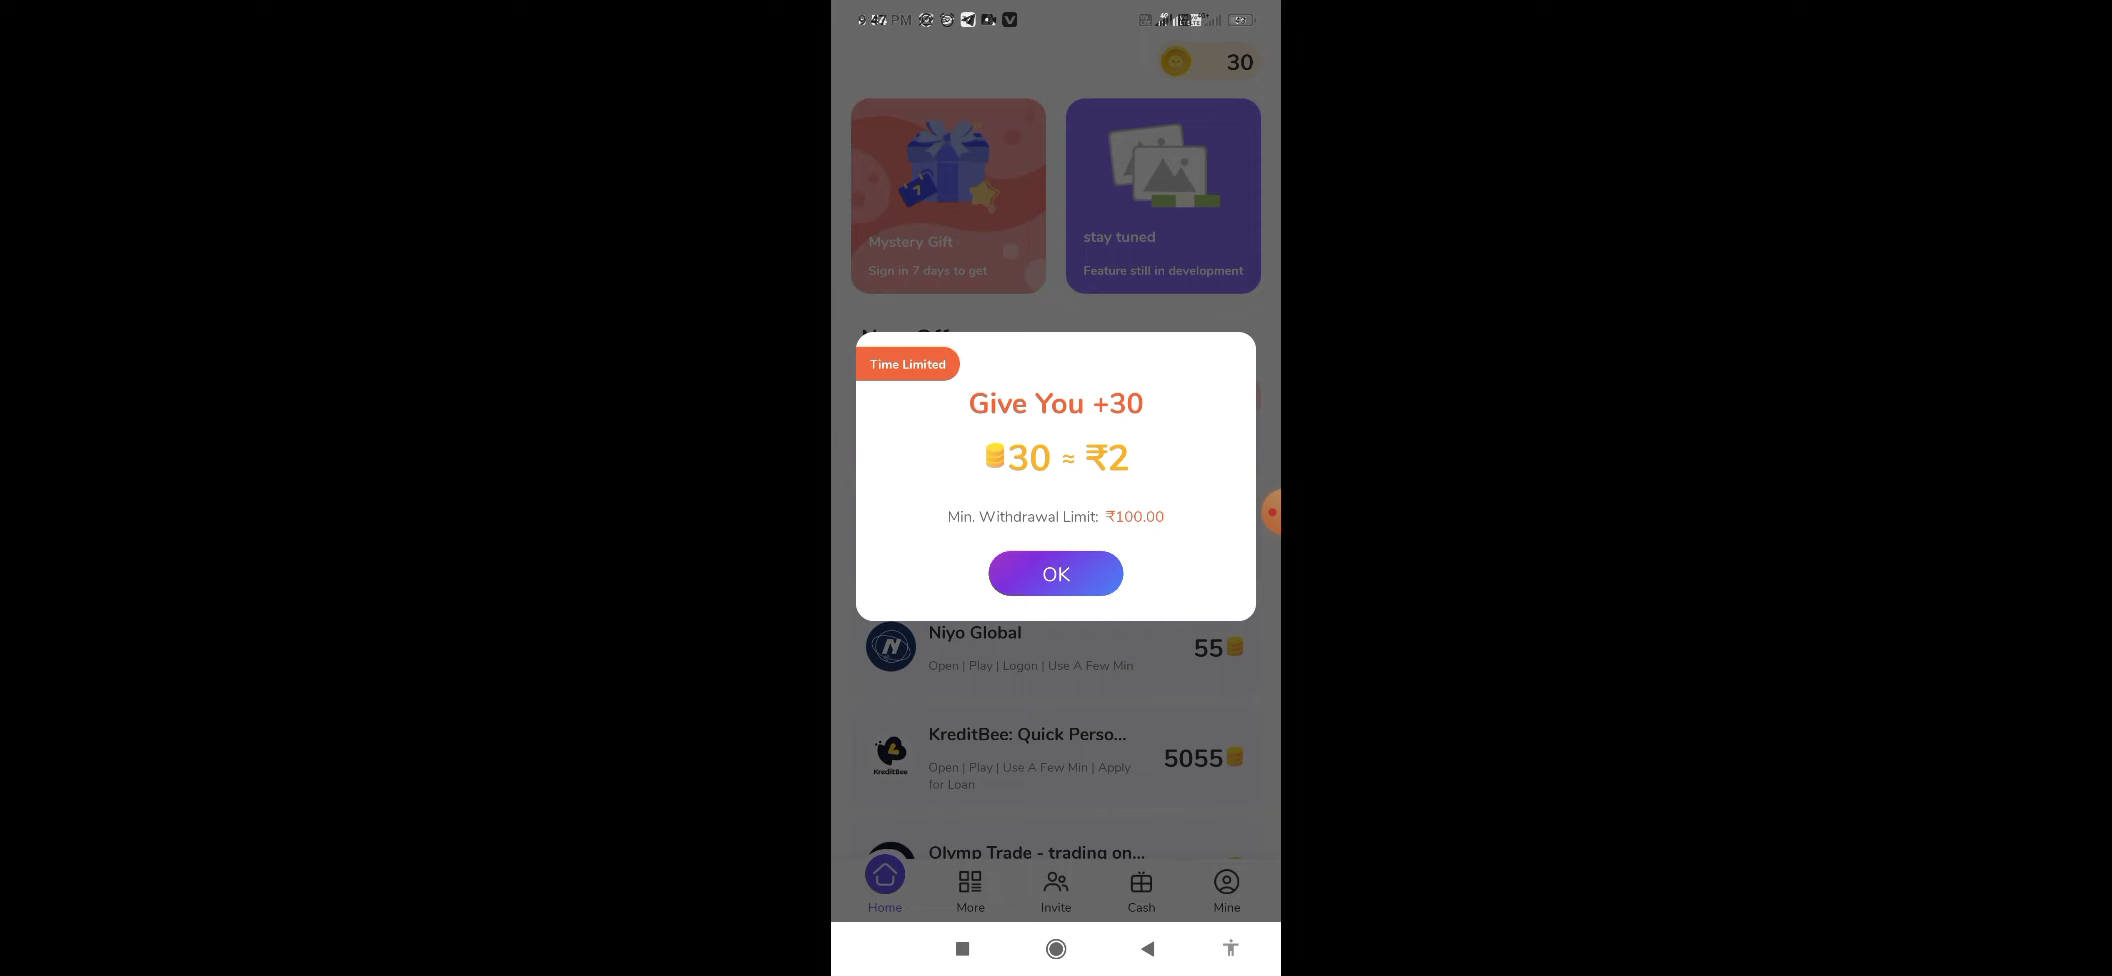 30
Mystery Gift
Sign in 7 days to get
stay tuned
Feature still in development
Time Limited
Give You +30
30 ≈ ₹2
Min. Withdrawal Limit: ₹100.00
OK
Niyo Global
Open | Play | Logon | Use A Few Min
55
KreditBee: Quick Perso...
Open | Play | Use A Few Min | Apply
for Loan
5055
KreditBee
Olymp Trade - trading on...
Home
More
Invite
Cash
Mine